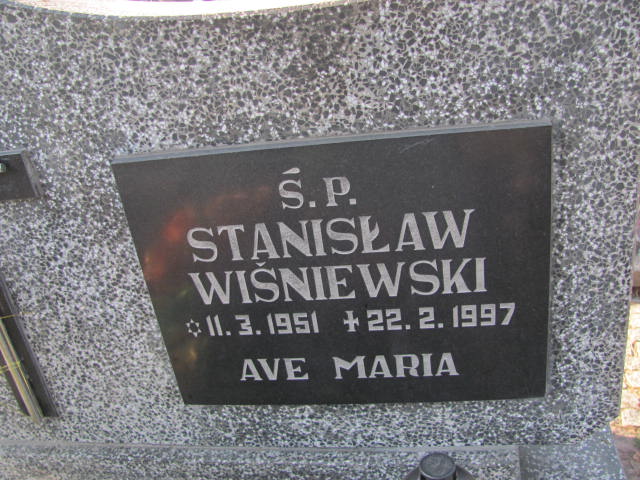 Ś.P.
STANISŁAW
WIŚNIEWSKI
✡ 11. 3. 1951 ✝ 22. 2. 1997
AVE MARIA